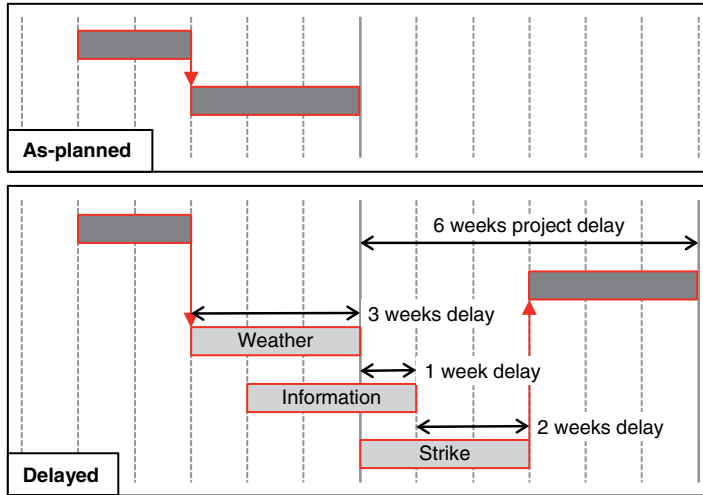 As-planned
6 weeks project delay
3 weeks delay
Weather
1 week delay
Information
2 weeks delay
Strike
Delayed